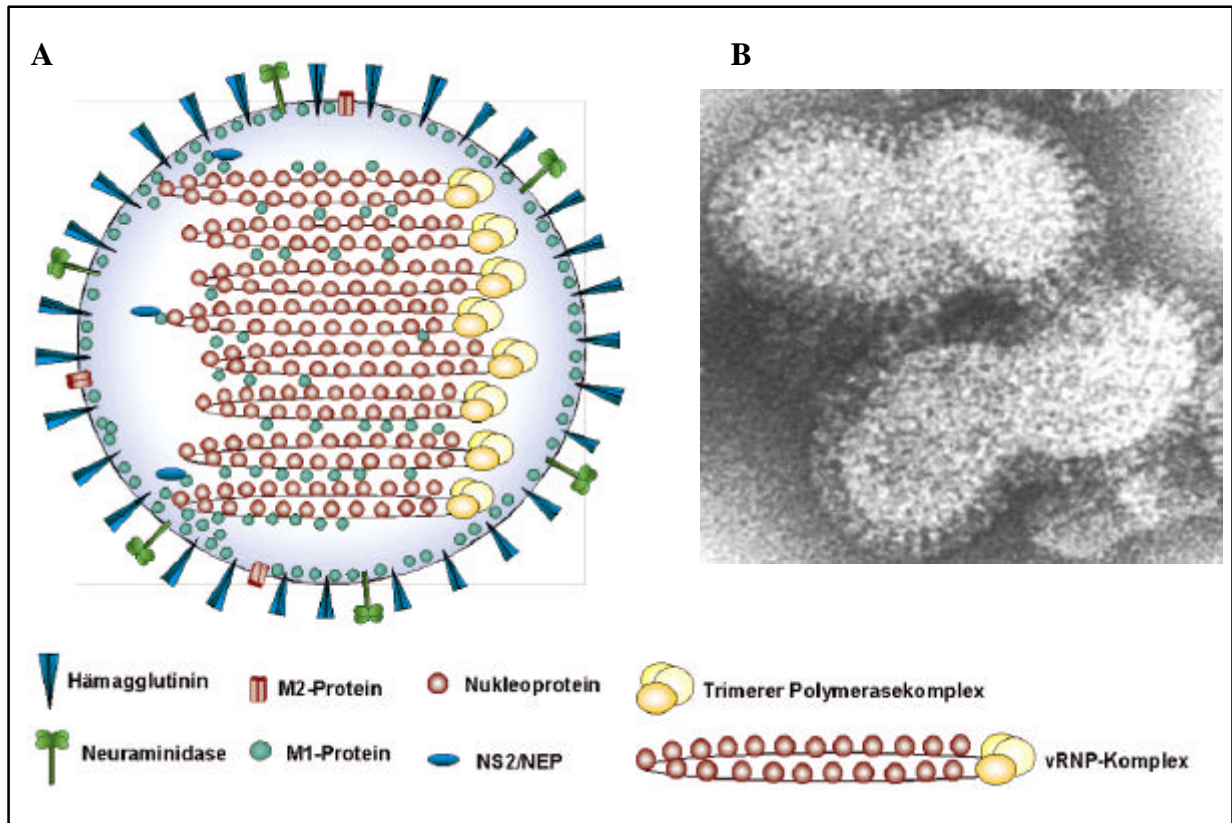 A
B
Hämagglutinin
M2-Protein
Nukleoprotein
Trimerer Polymerasekomplex
Neuraminidase
M1-Protein
NS2/NEP
vRNP-Komplex